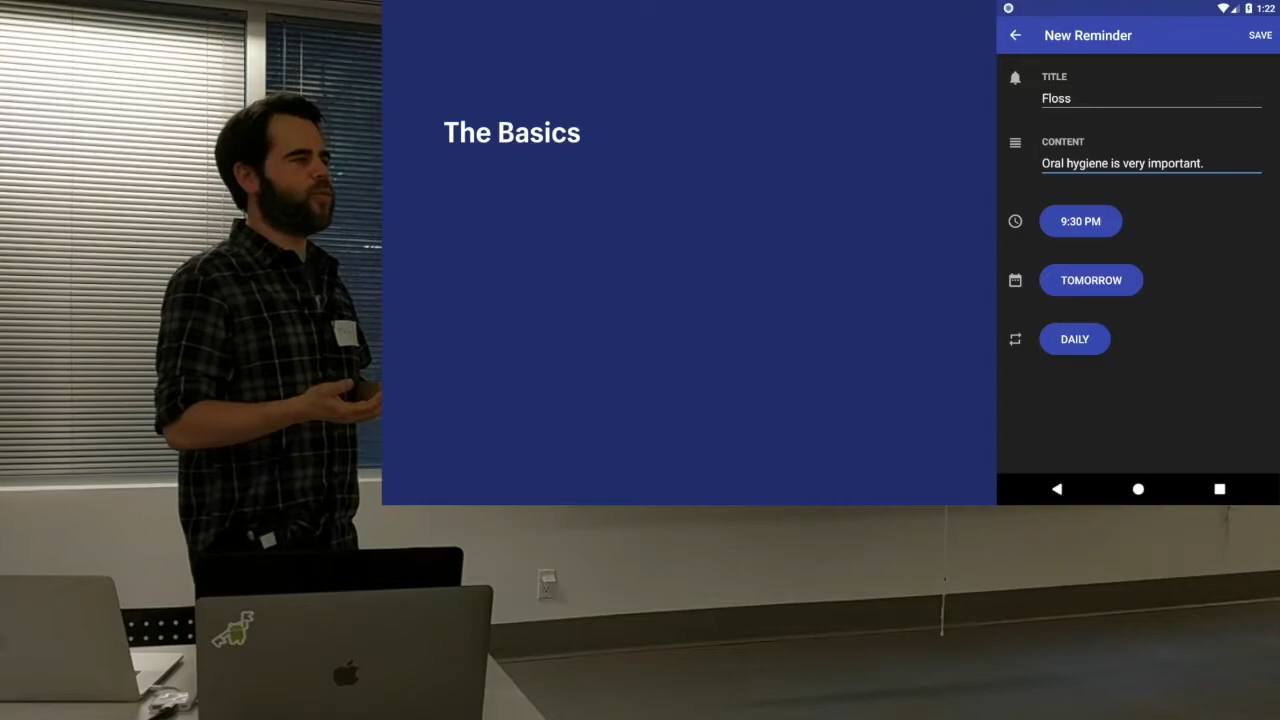 The Basics
1:22
New Reminder
SAVE
TITLE
Floss
CONTENT
Oral hygiene is very important.
9:30 PM
TOMORROW
DAILY